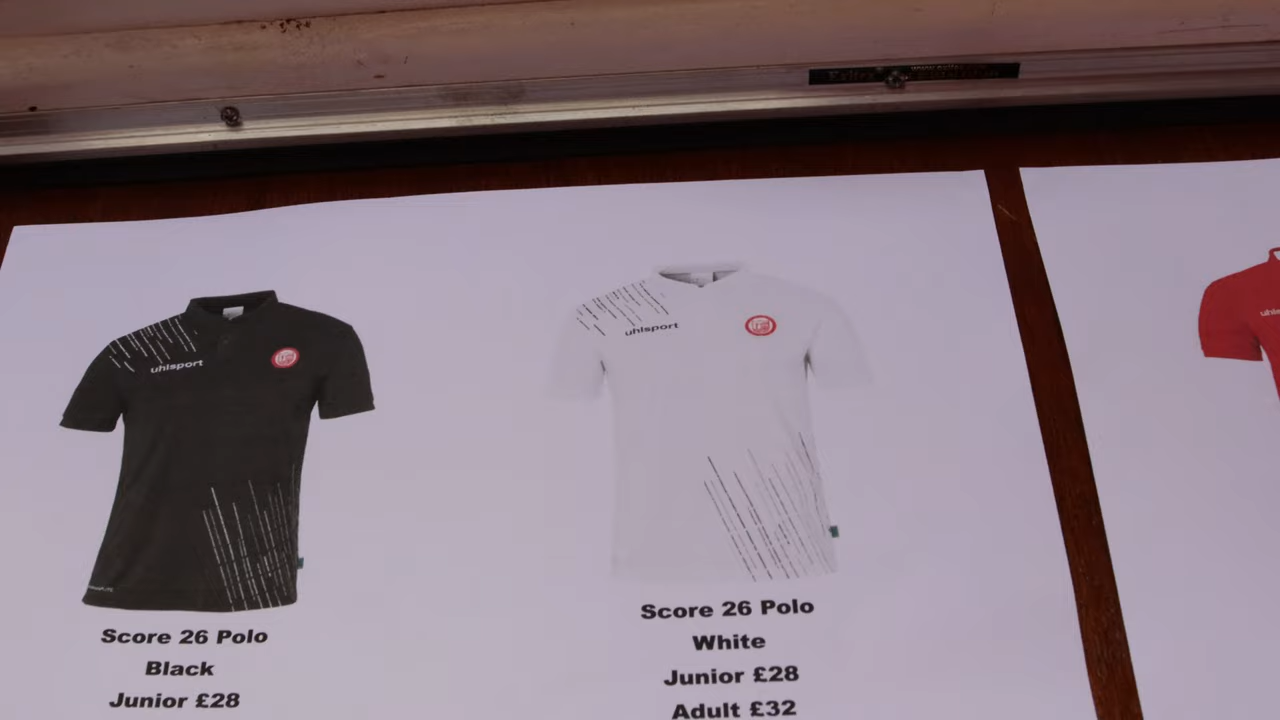 uhlsport
Score 26 Polo
Black
Junior £28
uhlsport
Score 26 Polo
White
Junior £28
Adult £32